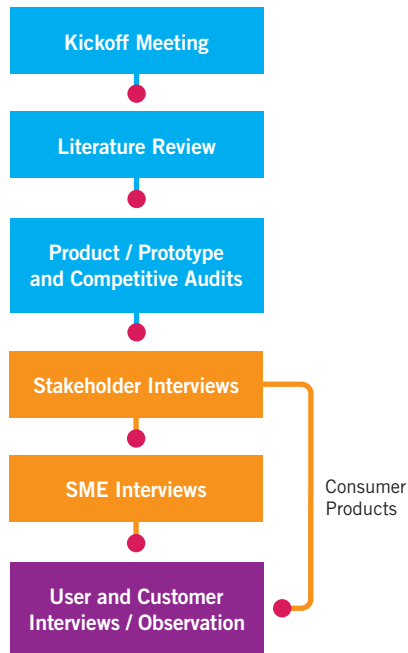 Kickoff Meeting
Literature Review
Product / Prototype
and Competitive Audits
Stakeholder Interviews
SME Interviews
Consumer
Products
User and Customer
Interviews / Observation